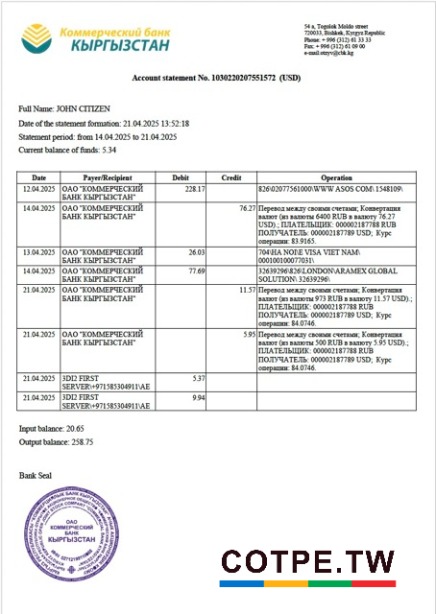 Коммерческий банк
КЫРГЫЗСТАН
54 a, Togolok Moldo street
720033, Bishkek, Kyrgyz Republic
Phone: + 996 (312) 61 33 33
Fax: + 996 (312) 61 09 00
Account statement No. 1030220207551572 (USD)
Full Name: JOHN CITIZEN
Date of the statement formation: 21.04.2025 13:52:18
Statement period: from 14.04.2025 to 21.04.2025
Current balance of funds: 5.34
Date Payer/Recipient Debit Credit Operation
12.04.2025 ОАО "КОММЕРЧЕСКИЙ БАНК КЫРГЫЗСТАН" 228.17 826\02077561000\WWW ASOS COM\1548109\
14.04.2025 ОАО "КОММЕРЧЕСКИЙ БАНК КЫРГЫЗСТАН" 76.27 Перевод между своими счетами; Конвертация
валют (из валюты 6400 RUB в валюту 76.27
USD).; ПЛАТЕЛЬЩИК: 000002187788 RUB
ПОЛУЧАТЕЛЬ: 000002187789 USD; Курс
операции: 83.9165.
13.04.2025 ОАО "КОММЕРЧЕСКИЙ БАНК КЫРГЫЗСТАН" 26.03 704\HA NOI\E VISA VIET NAM\
000100100077031\
14.04.2025 ОАО "КОММЕРЧЕСКИЙ БАНК КЫРГЫЗСТАН" 77.69 32639296\826\LONDON\ARAMEX GLOBAL
SOLUTION\ 32639296\
21.04.2025 ОАО "КОММЕРЧЕСКИЙ БАНК КЫРГЫЗСТАН" 11.57 Перевод между своими счетами; Конвертация
валют (из валюты 973 RUB в валюту 11.57 USD).;
ПЛАТЕЛЬЩИК: 000002187788 RUB
ПОЛУЧАТЕЛЬ: 000002187789 USD; Курс
операции: 84.0746.
21.04.2025 ОАО "КОММЕРЧЕСКИЙ БАНК КЫРГЫЗСТАН" 5.95 Перевод между своими счетами; Конвертация
валют (из валюты 500 RUB в валюту 5.95 USD).;
ПЛАТЕЛЬЩИК: 000002187788 RUB
ПОЛУЧАТЕЛЬ: 000002187789 USD; Курс
операции: 84.0746.
21.04.2025 3DI2 FIRST SERVER\+971585304911\AE 5.37
21.04.2025 3DI2 FIRST SERVER\+971585304911\AE 9.94
Input balance: 20.65
Output balance: 258.75
Bank Seal
ОАО
КОММЕРЧЕСКИЙ
БАНК
КЫРГЫЗСТАН
COTPE.TW